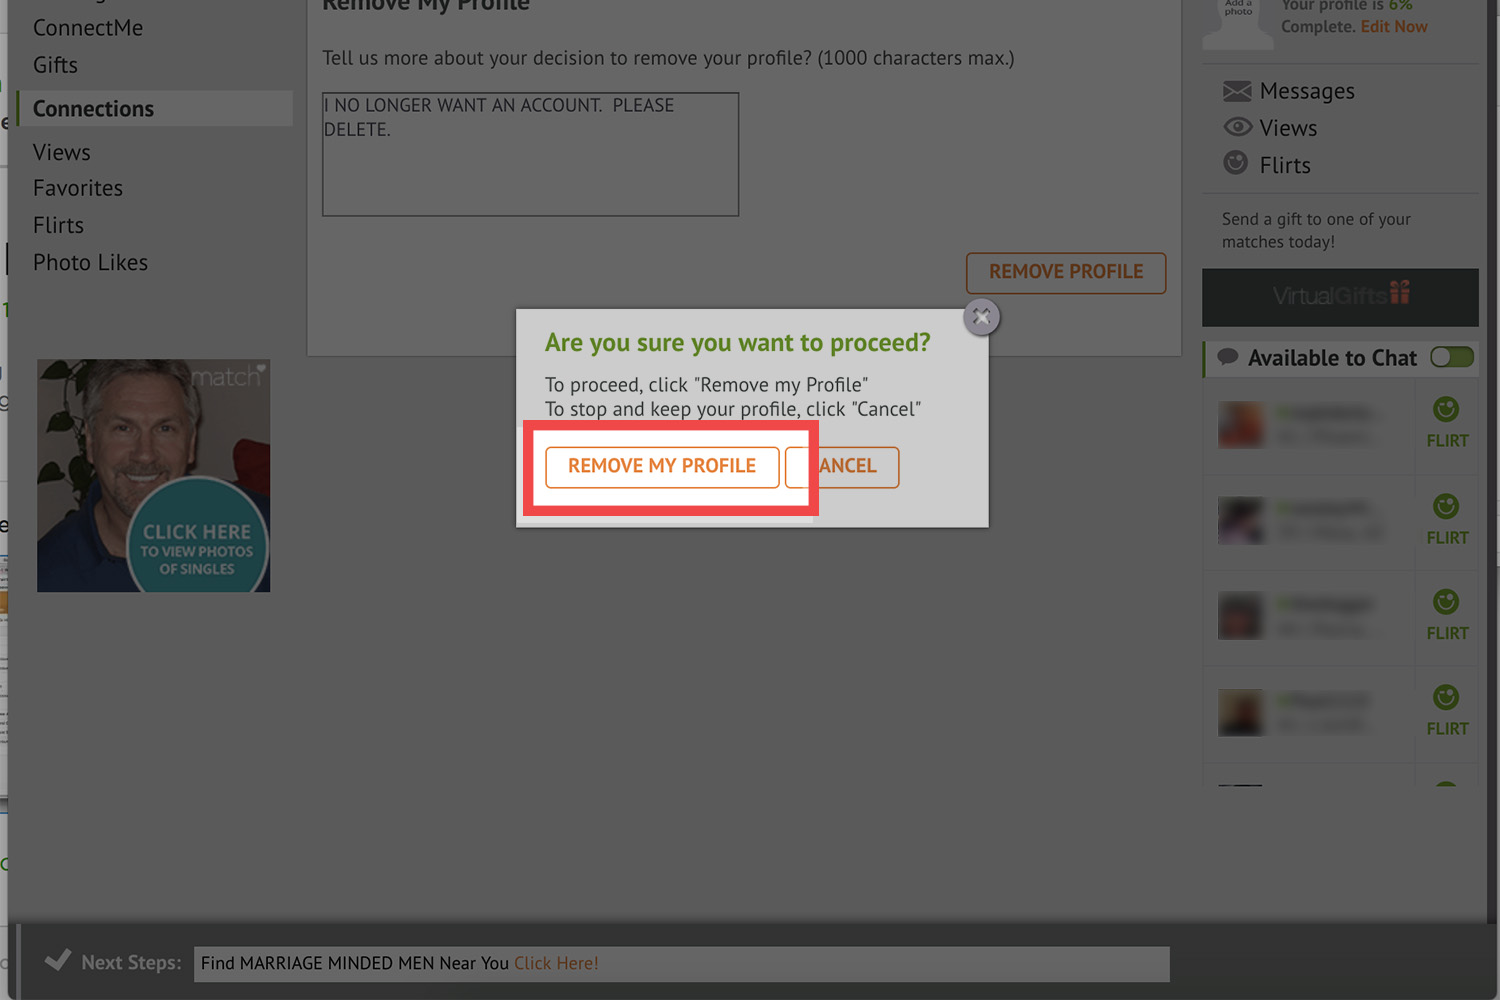 Remove My Profile
Tell us more about your decision to remove your profile? (1000 characters max.)
I NO LONGER WANT AN ACCOUNT.  PLEASE
DELETE.
REMOVE PROFILE
ConnectMe
Gifts
Connections
Views
Favorites
Flirts
Photo Likes
match
CLICK HERE
TO VIEW PHOTOS
OF SINGLES
Are you sure you want to proceed?
To proceed, click "Remove my Profile"
To stop and keep your profile, click "Cancel"
REMOVE MY PROFILE
ANCEL
Add a
photo
Your profile is 6%
Complete. Edit Now
Messages
Views
Flirts
Send a gift to one of your
matches today!
VirtualGifts
Available to Chat
FLIRT
FLIRT
FLIRT
FLIRT
Next Steps:
Find MARRIAGE MINDED MEN Near You Click Here!